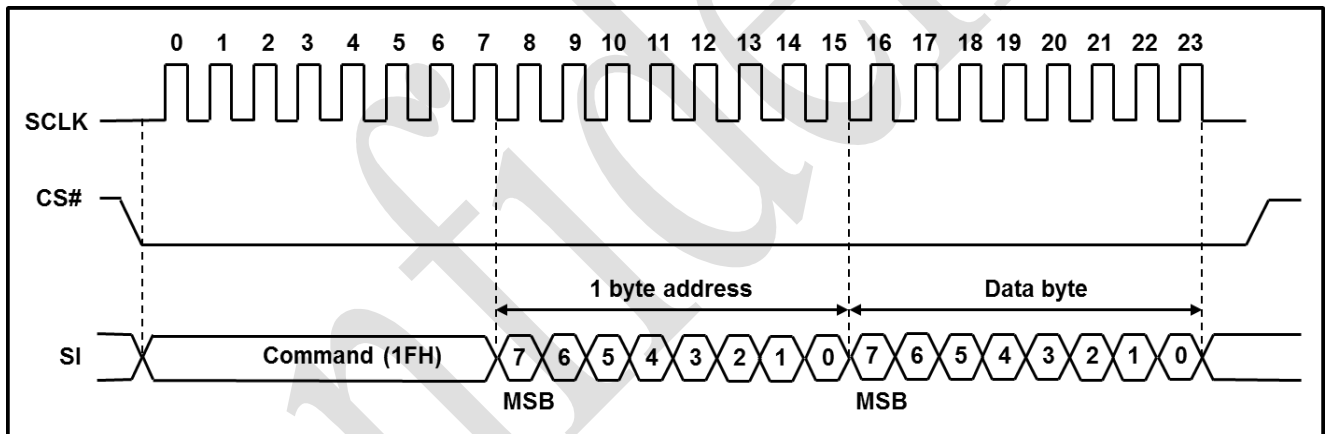 0 1 2 3 4 5 6 7 8 9 10 11 12 13 14 15 16 17 18 19 20 21 22 23
SCLK
CS#
1 byte address Data byte
SI Command (1FH) 7 6 5 4 3 2 1 0 7 6 5 4 3 2 1 0
MSB MSB